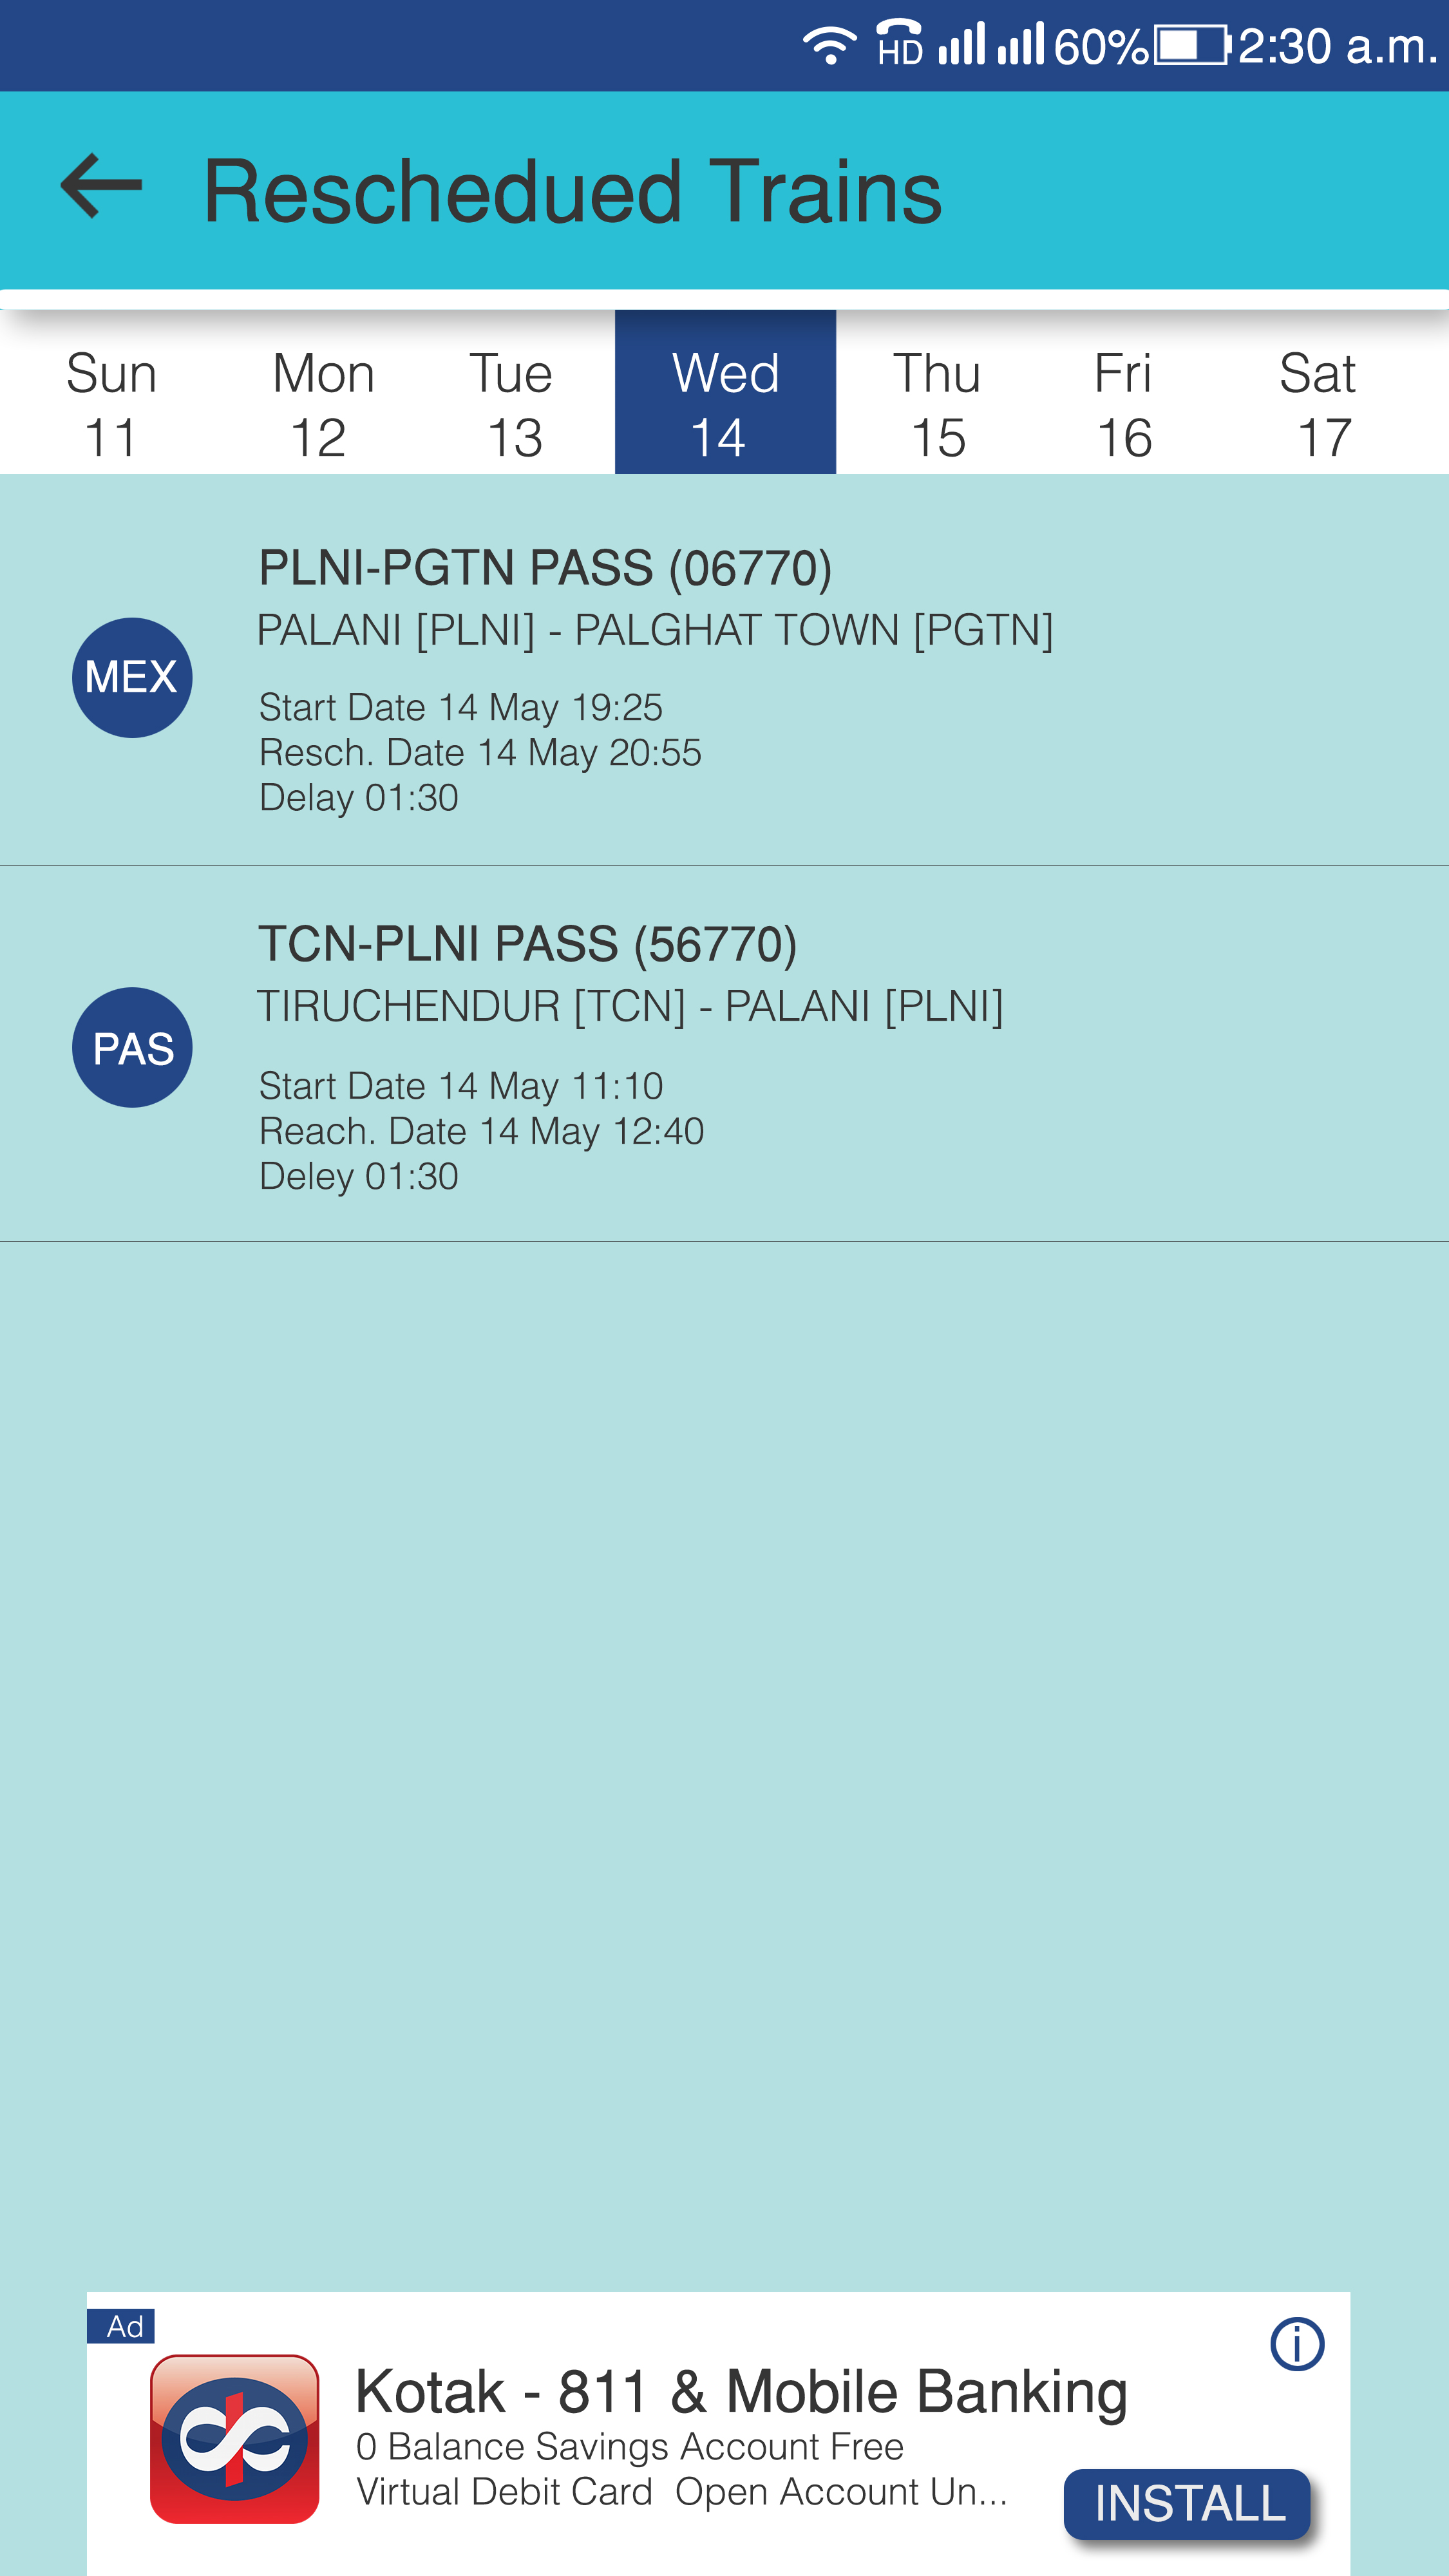 HD 60% 2:30 a.m.
Reschedued Trains
Sun Mon Tue Wed Thu Fri Sat
11 12 13 14 15 16 17
PLNI-PGTN PASS (06770)
PALANI [PLNI] - PALGHAT TOWN [PGTN]
MEX
Start Date 14 May 19:25
Resch. Date 14 May 20:55
Delay 01:30
TCN-PLNI PASS (56770)
TIRUCHENDUR [TCN] - PALANI [PLNI]
PAS
Start Date 14 May 11:10
Reach. Date 14 May 12:40
Deley 01:30
Ad
Kotak - 811 & Mobile Banking
0 Balance Savings Account Free
Virtual Debit Card Open Account Un...
INSTALL